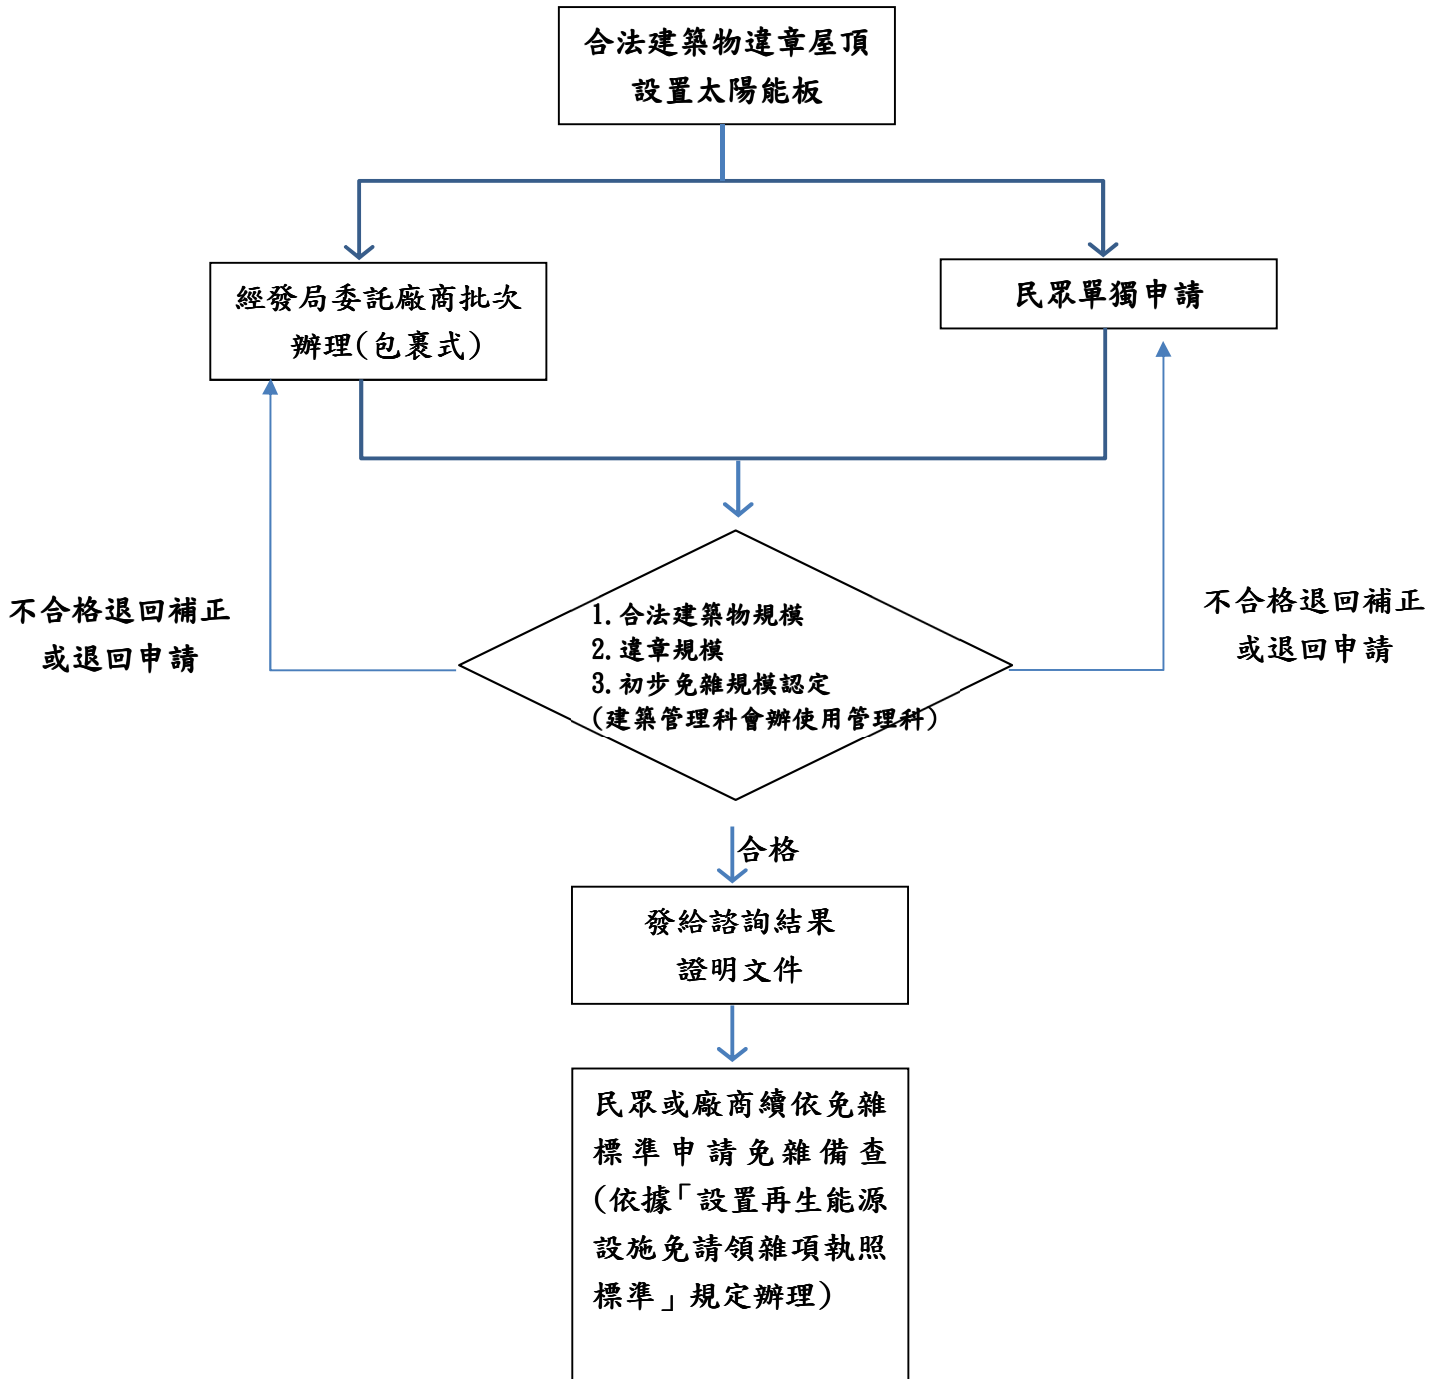 合法建築物違章屋頂
設置太陽能板
經發局委託廠商批次
辦理(包裹式)
民眾單獨申請
不合格退回補正
或退回申請
1.合法建築物規模
2.違章規模
3.初步免雜規模認定
(建築管理科會辦使用管理科)
不合格退回補正
或退回申請
合格
發給諮詢結果
證明文件
民眾或廠商續依免雜
標準申請免雜備查
(依據「設置再生能源
設施免請領雜項執照
標準」規定辦理)